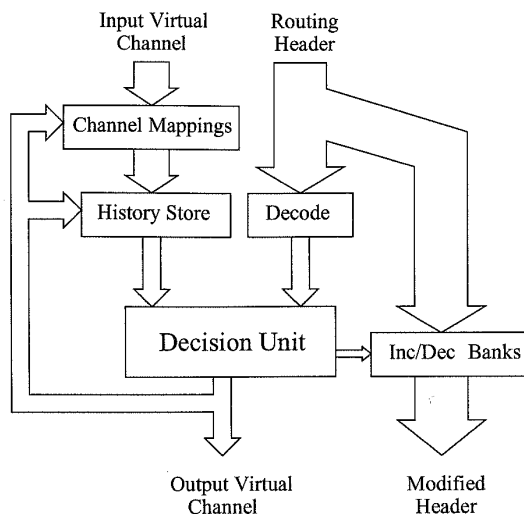 Input Virtual
Channel
Routing
Header
Channel Mappings
History Store
Decode
Decision Unit
Inc/Dec Banks
Output Virtual
Channel
Modified
Header